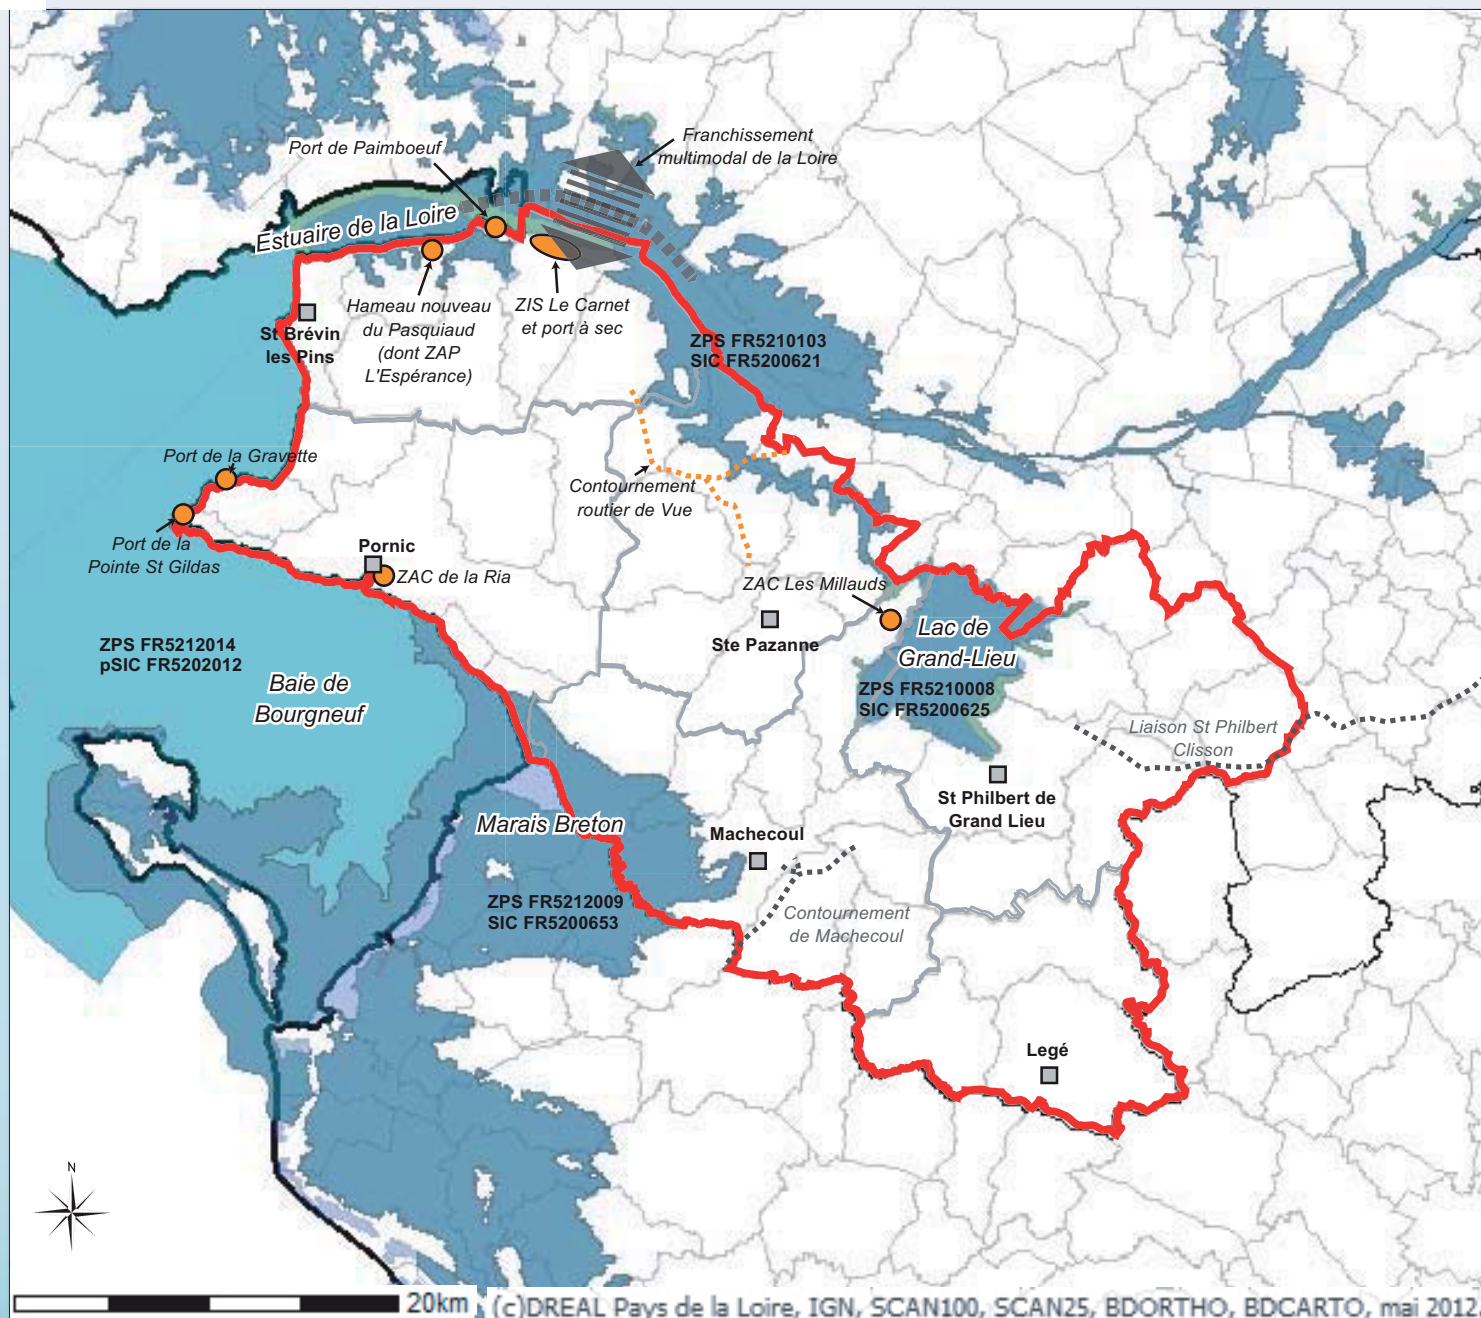 Franchissement
multimodal de la Loire
Port de Paimboeuf
Estuaire de la Loire
Hameau nouveau
du Pasquiaud
(dont ZAP
L'Espérance)
ZIS Le Carnet
et port à sec
St Brévin
les Pins
ZPS FR5210103
SIC FR5200621
Port de la Gravette
Contournement
routier de Vue
Port de la
Pointe St Gildas
Pornic
ZAC de la Ria
ZAC Les Millauds
Ste Pazanne
Lac de
Grand-Lieu
ZPS FR5212014
pSIC FR5202012
Baie de
Bourgneuf
ZPS FR5210008
SIC FR5200625
Liaison St Philbert
Clisson
St Philbert de
Grand Lieu
Marais Breton
Machecoul
ZPS FR5212009
SIC FR5200653
Contournement
de Machecoul
Legé
N
20km
(c)DREAL Pays de la Loire, IGN, SCAN100, SCAN25, BDORTHO, BDCARTO, mai 2012